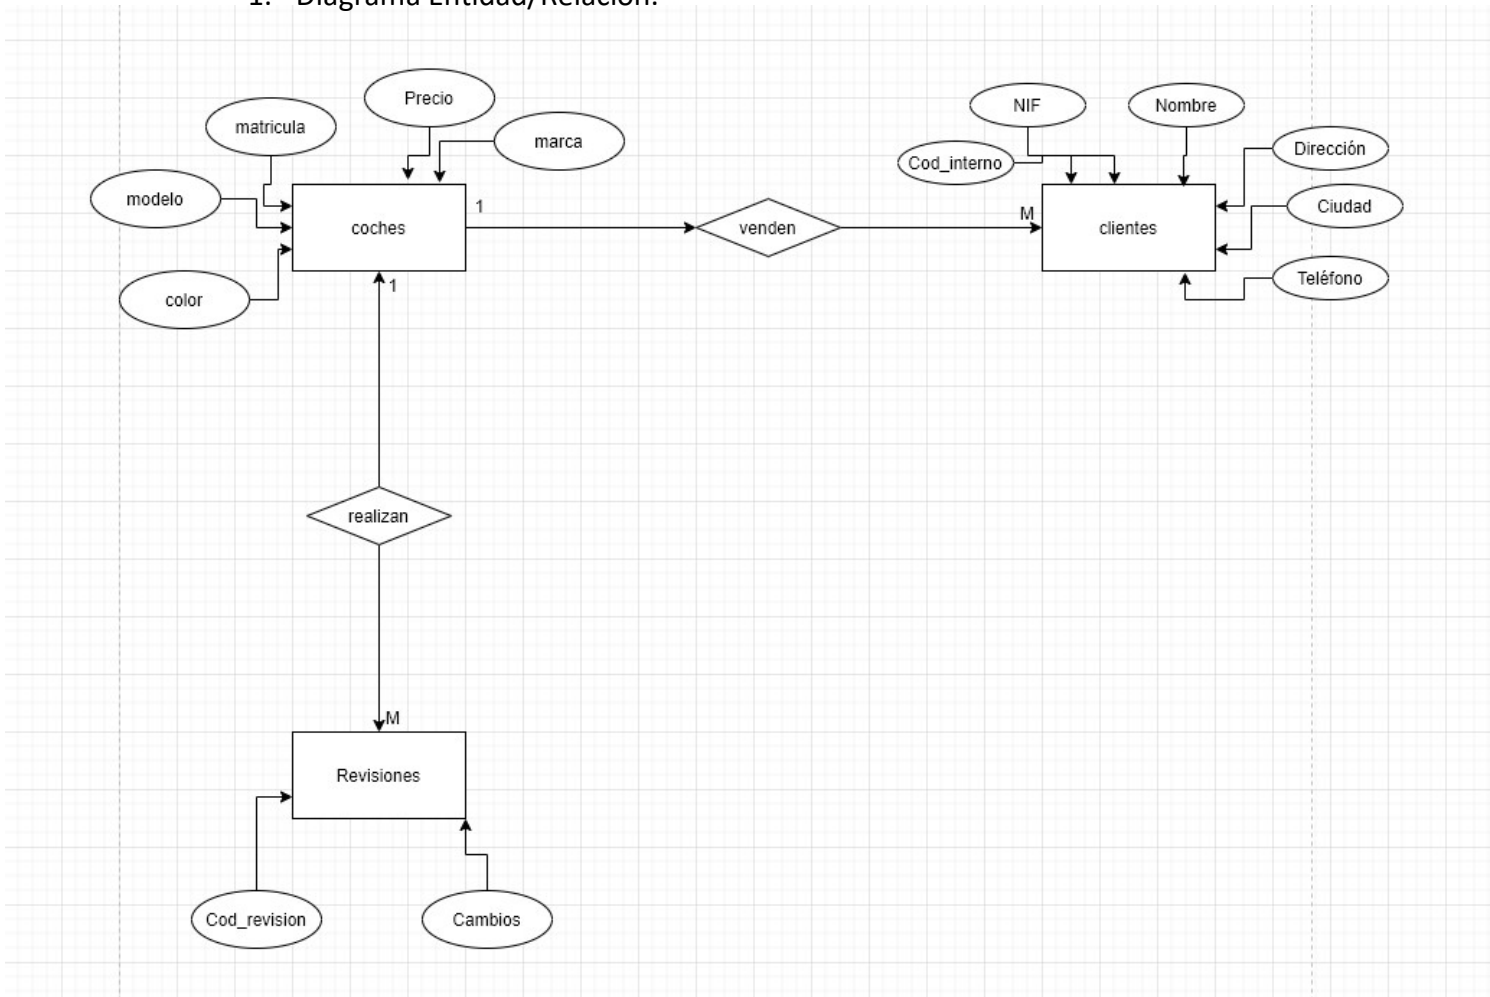 1. Diagrama Entidad/Relación:
Precio
NIF
Nombre
matricula
marca
Dirección
Cod_interno
modelo
Ciudad
1
M
coches
venden
clientes
Teléfono
1
color
realizan
M
Revisiones
Cod_revision
Cambios